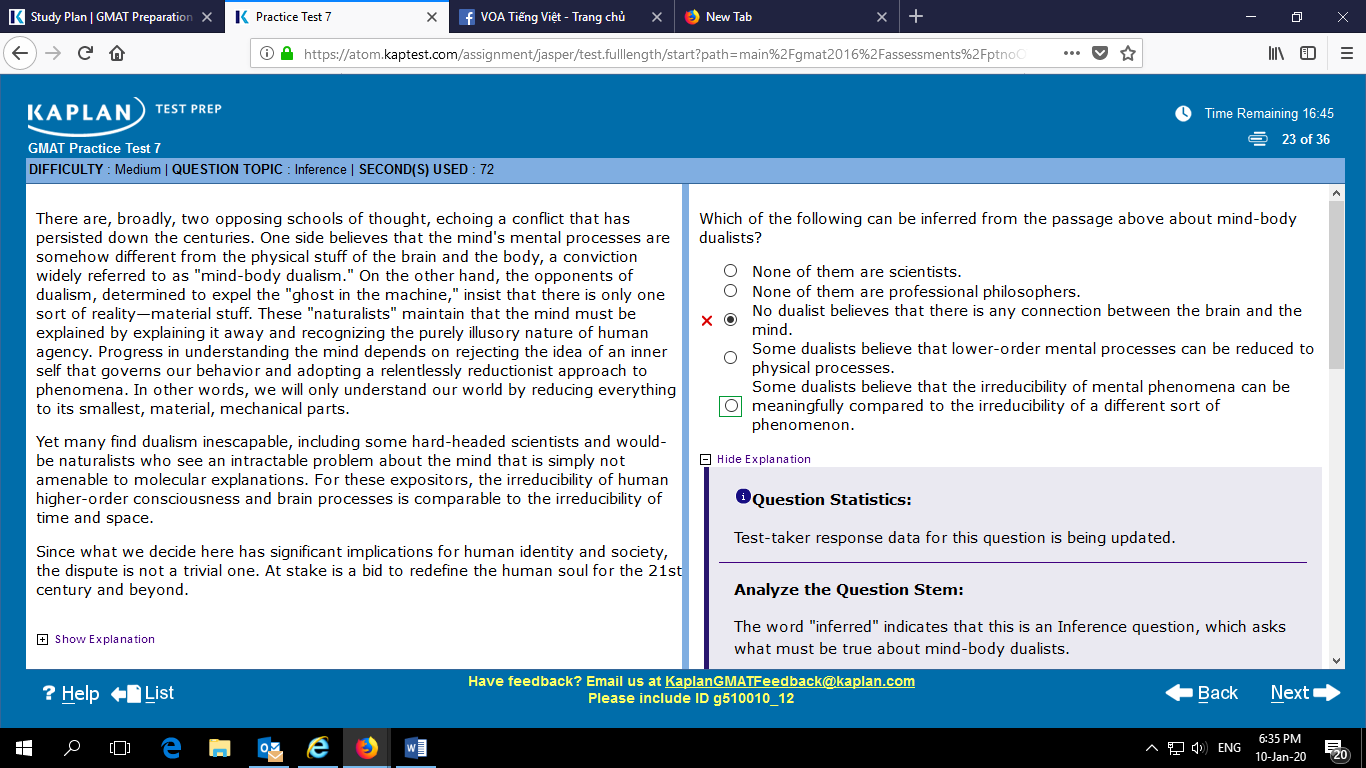 Study Plan | GMAT Preparation
Practice Test 7
VOA Tiếng Việt - Trang chủ
New Tab
https://atom.kaptest.com/assignment/jasper/test.fulllength/start?path=main%2Fgmat2016%2Fassessments%2Fptno
KAPLAN TEST PREP
Time Remaining 16:45
23 of 36
GMAT Practice Test 7
DIFFICULTY : Medium | QUESTION TOPIC : Inference | SECOND(S) USED : 72
There are, broadly, two opposing schools of thought, echoing a conflict that has
persisted down the centuries. One side believes that the mind's mental processes are
somehow different from the physical stuff of the brain and the body, a conviction
widely referred to as "mind-body dualism." On the other hand, the opponents of
dualism, determined to expel the "ghost in the machine," insist that there is only one
sort of reality—material stuff. These "naturalists" maintain that the mind must be
explained by explaining it away and recognizing the purely illusory nature of human
agency. Progress in understanding the mind depends on rejecting the idea of an inner
self that governs our behavior and adopting a relentlessly reductionist approach to
phenomena. In other words, we will only understand our world by reducing everything
to its smallest, material, mechanical parts.
Yet many find dualism inescapable, including some hard-headed scientists and would-
be naturalists who see an intractable problem about the mind that is simply not
amenable to molecular explanations. For these expositors, the irreducibility of human
higher-order consciousness and brain processes is comparable to the irreducibility of
time and space.
Since what we decide here has significant implications for human identity and society,
the dispute is not a trivial one. At stake is a bid to redefine the human soul for the 21st
century and beyond.
Show Explanation
Which of the following can be inferred from the passage above about mind-body
dualists?
None of them are scientists.
None of them are professional philosophers.
No dualist believes that there is any connection between the brain and the
mind.
Some dualists believe that lower-order mental processes can be reduced to
physical processes.
Some dualists believe that the irreducibility of mental phenomena can be
meaningfully compared to the irreducibility of a different sort of
phenomenon.
Hide Explanation
Question Statistics:
Test-taker response data for this question is being updated.
Analyze the Question Stem:
The word "inferred" indicates that this is an Inference question, which asks
what must be true about mind-body dualists.
? Help
List
Have feedback? Email us at KaplanGMATFeedback@kaplan.com
Please include ID g510010_12
Back
Next
ENG
6:35 PM
10-Jan-20
20